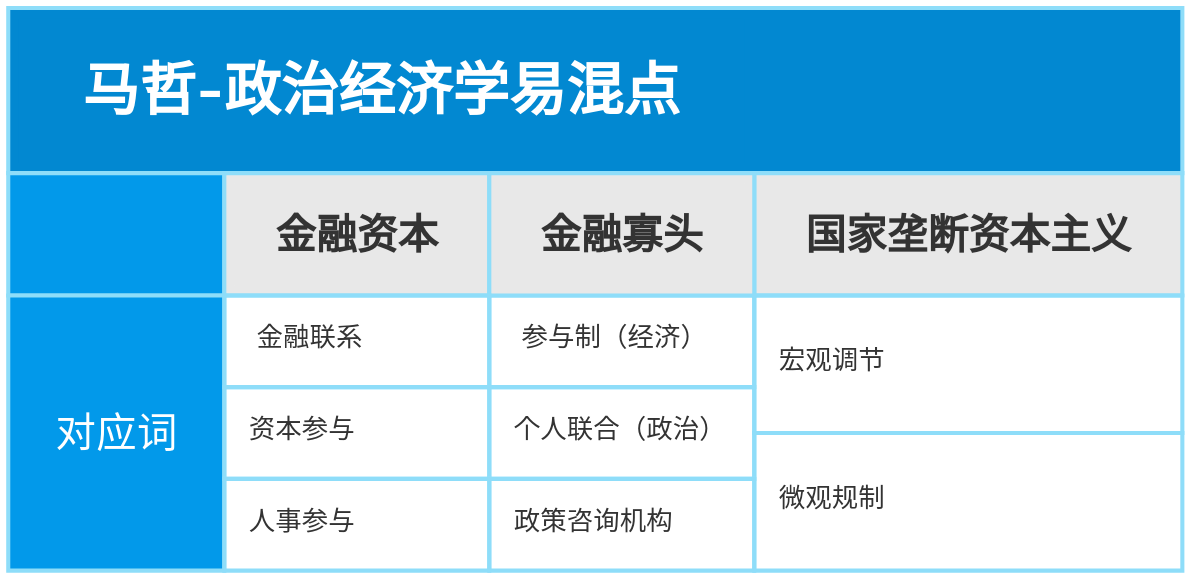 马哲-政治经济学易混点
金融资本
金融寡头
国家垄断资本主义
对应词
金融联系
参与制（经济）
宏观调节
资本参与
个人联合（政治）
微观规制
人事参与
政策咨询机构